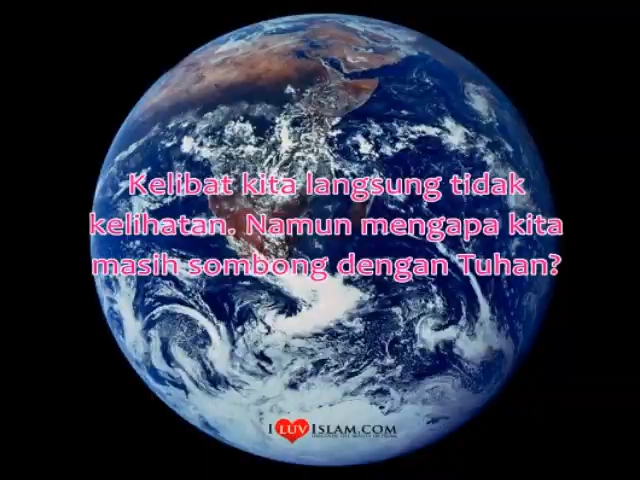 Kelibat kita langsung tidak
kelihatan. Namun mengapa kita
masih sombong dengan Tuhan?
I LUV ISLAM.COM